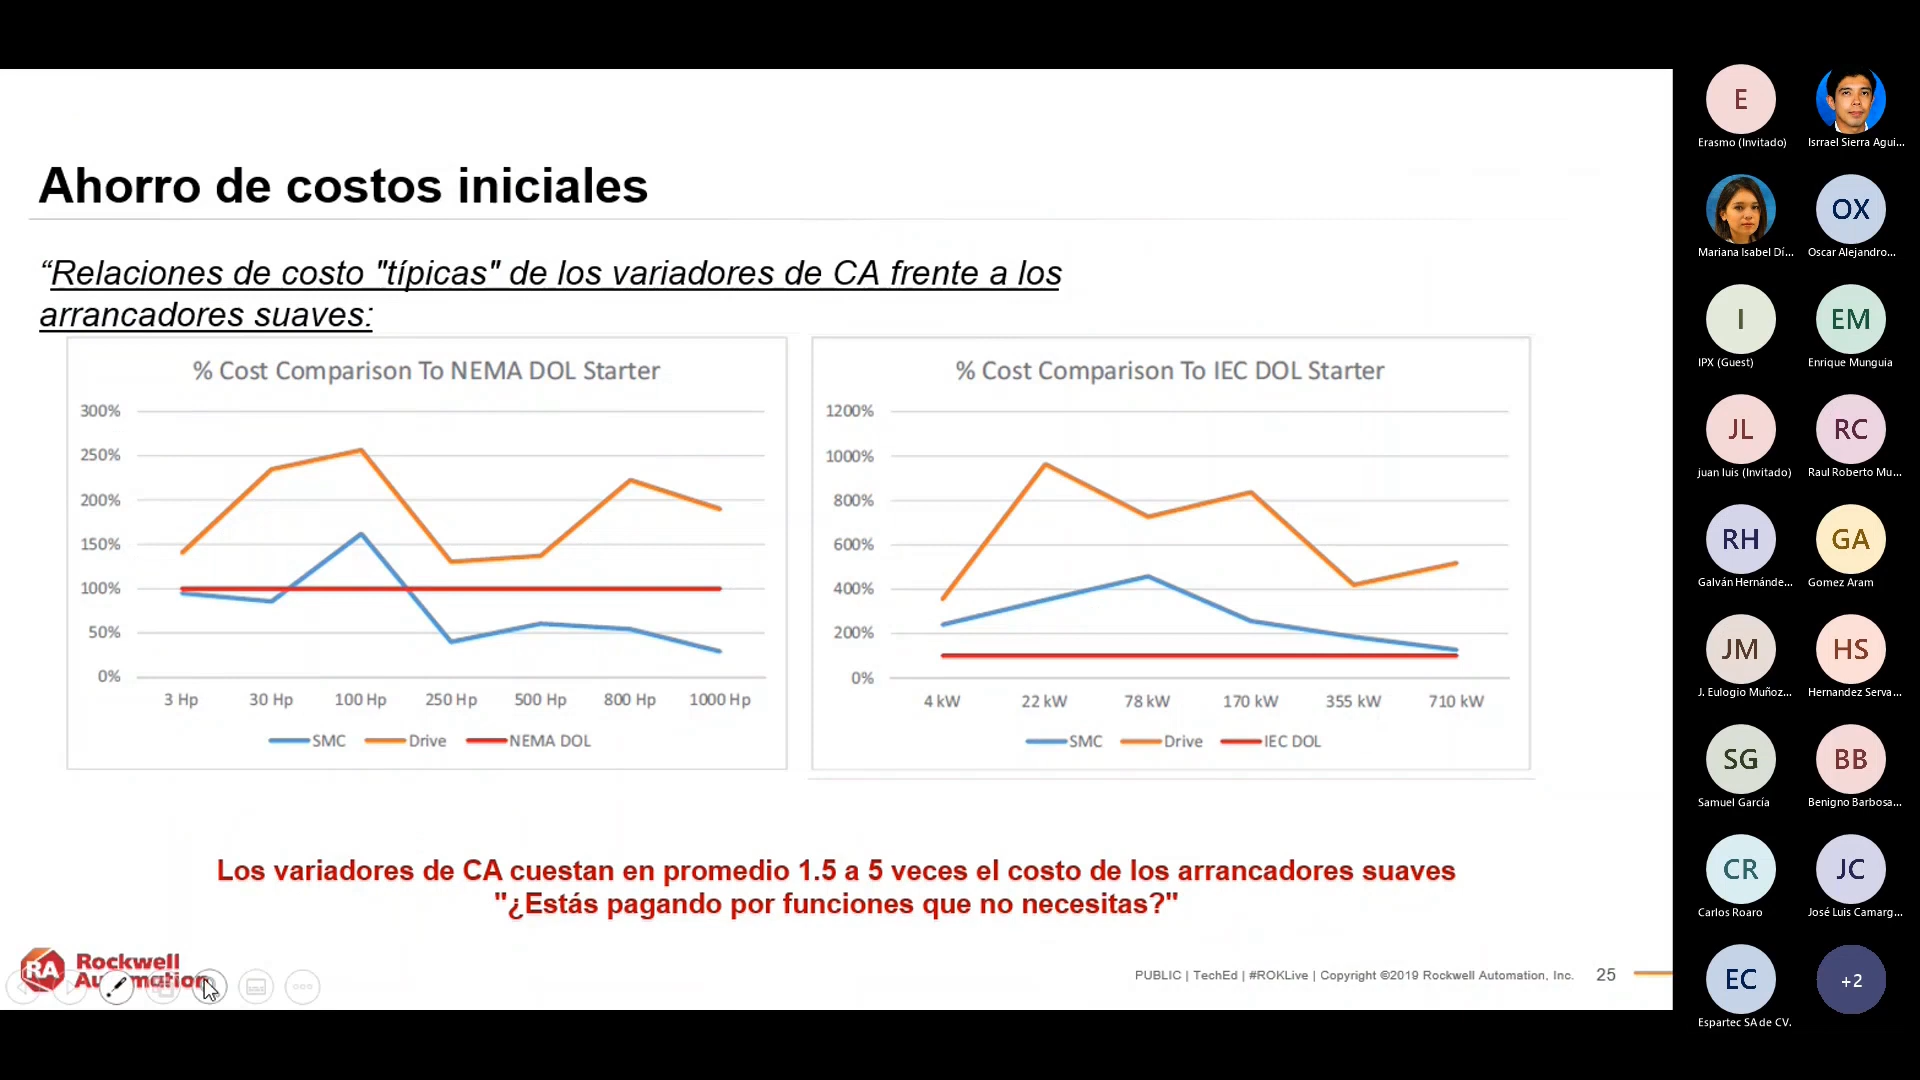 Ahorro de costos iniciales
“Relaciones de costo "típicas" de los variadores de CA frente a los
arrancadores suaves:
% Cost Comparison To NEMA DOL Starter
300%
250%
200%
150%
100%
50%
0%
3 Hp 30 Hp 100 Hp 250 Hp 500 Hp 800 Hp 1000 Hp
SMC Drive NEMA DOL
% Cost Comparison To IEC DOL Starter
1200%
1000%
800%
600%
400%
200%
0%
4 kW 22 kW 78 kW 170 kW 355 kW 710 kW
SMC Drive IEC DOL
Los variadores de CA cuestan en promedio 1.5 a 5 veces el costo de los arrancadores suaves
"¿Estás pagando por funciones que no necesitas?"
RA Rockwell
Automation
PUBLIC | TechEd | #ROKLive | Copyright ©2019 Rockwell Automation, Inc. 25
E
Erasmo (Invitado) Isrrael Sierra Agui...
OX
Mariana Isabel Dí... Oscar Alejandro...
I EM
IPX (Guest) Enrique Munguia
JL RC
juan luis (Invitado) Raul Roberto Mu...
RH GA
Galván Hernánde... Gomez Aram
JM HS
J. Eulogio Muñoz... Hernandez Serva...
SG BB
Samuel García Benigno Barbosa...
CR JC
Carlos Roaro José Luis Camarg...
EC +2
Espartec SA de CV.